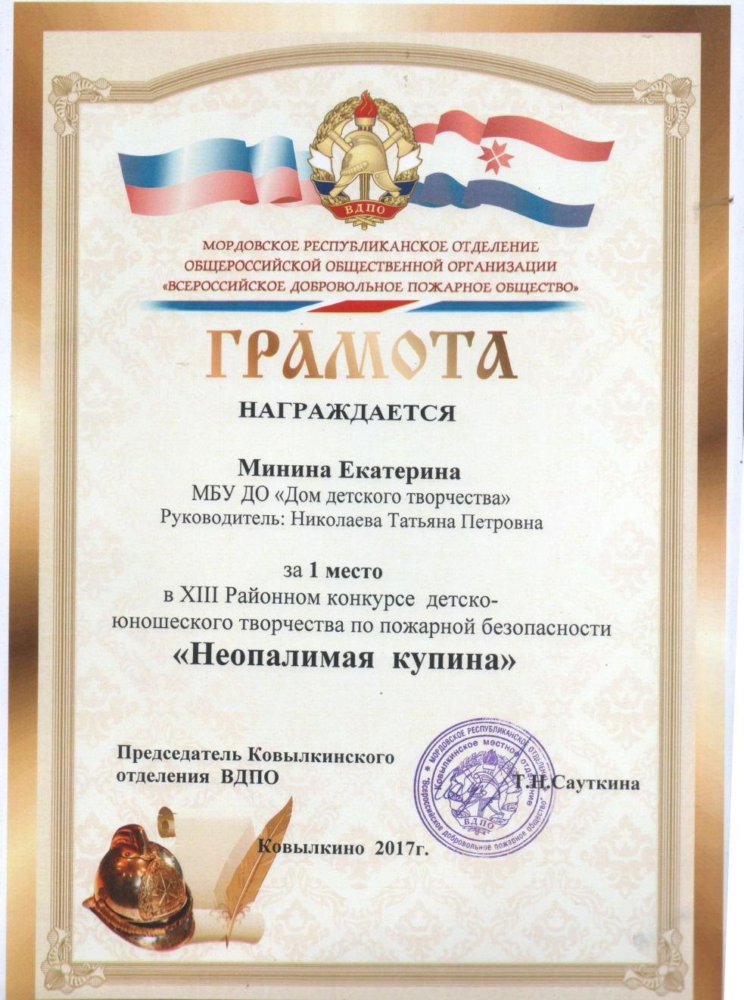 ВДПО
МОРДОВСКОЕ РЕСПУБЛИКАНСКОЕ ОТДЕЛЕНИЕ
ОБЩЕРОССИЙСКОЙ ОБЩЕСТВЕННОЙ ОРГАНИЗАЦИИ
«ВСЕРОССИЙСКОЕ ДОБРОВОЛЬНОЕ ПОЖАРНОЕ ОБЩЕСТВО»
ГРАМОТА
НАГРАЖДАЕТСЯ
Минина Екатерина
МБУ ДО «Дом детского творчества»
Руководитель: Николаева Татьяна Петровна
за 1 место
в XIII Районном конкурсе детско-
юношеского творчества по пожарной безопасности
«Неопалимая купина»
Председатель Ковылкинского
отделения ВДПО
Т.Н.Сауткина
МОРДОВСКОЕ РЕСПУБЛИКАНСКОЕ ОТДЕЛЕНИЕ
"Всероссийское добровольное пожарное общество"
Ковылкинское местное отделение
ВДПО
Ковылкино 2017г.